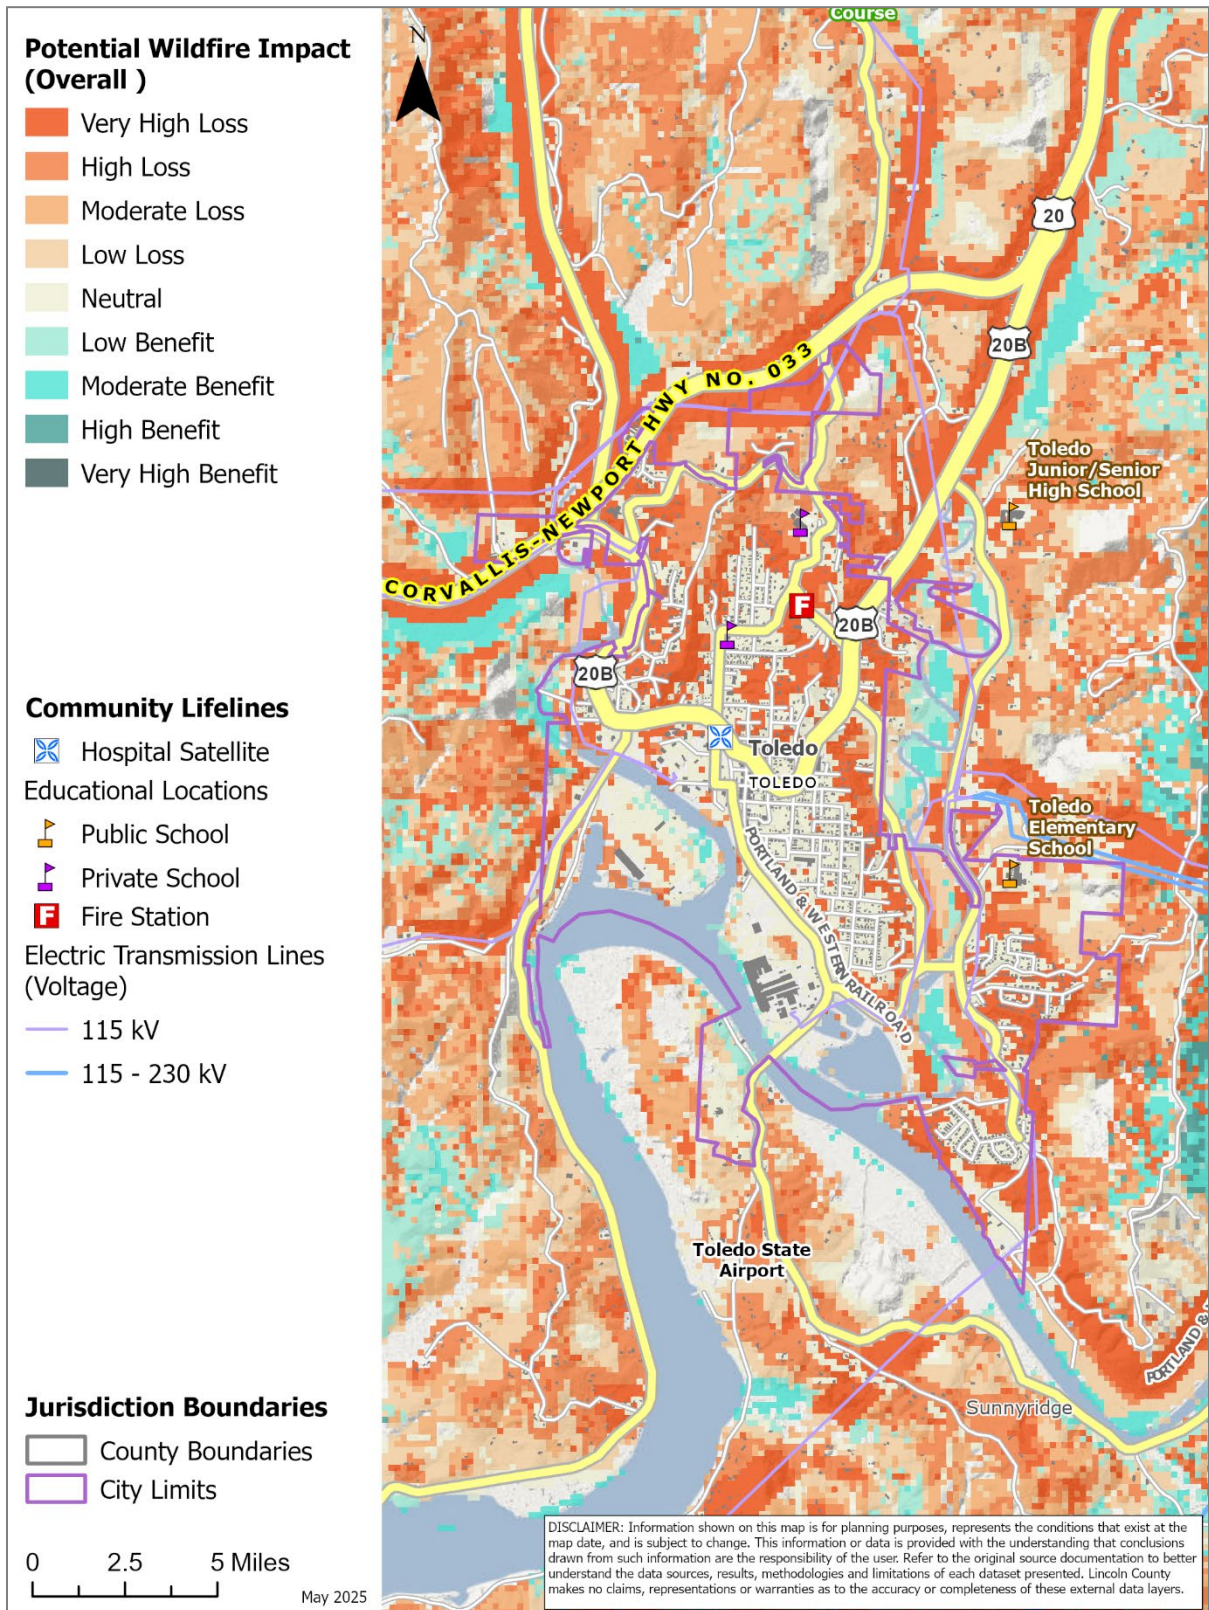 Potential Wildfire Impact
(Overall )
Very High Loss
High Loss
Moderate Loss
Low Loss
Neutral
Low Benefit
Moderate Benefit
High Benefit
Very High Benefit
Community Lifelines
Hospital Satellite
Educational Locations
Public School
Private School
F Fire Station
Electric Transmission Lines
(Voltage)
115 kV
115 - 230 kV
Jurisdiction Boundaries
County Boundaries
City Limits
0 2.5 5 Miles
May 2025
N
Course
20
20B
CORVALLIS-NEWPORT HWY NO. 033
Toledo
Junior/Senior
High School
F
20B
20B
Toledo
TOLEDO
Toledo
Elementary
School
PORTLAND & WESTERN RAILROAD
Toledo State
Airport
Sunnyridge
PORTLAND &
DISCLAIMER: Information shown on this map is for planning purposes, represents the conditions that exist at the
map date, and is subject to change. This information or data is provided with the understanding that conclusions
drawn from such information are the responsibility of the user. Refer to the original source documentation to better
understand the data sources, results, methodologies and limitations of each dataset presented. Lincoln County
makes no claims, representations or warranties as to the accuracy or completeness of these external data layers.